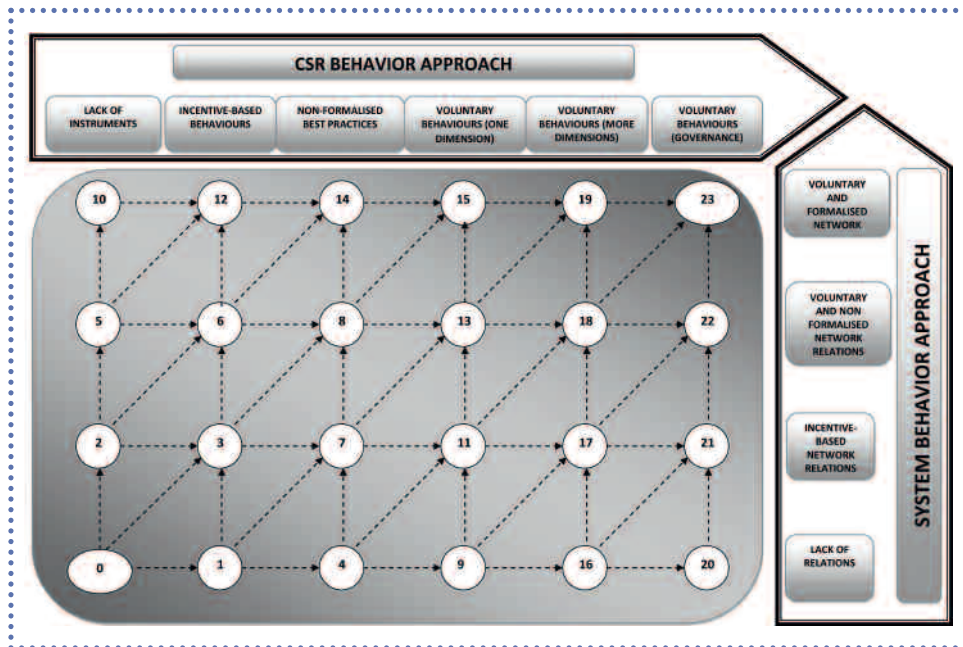 CSR BEHAVIOR APPROACH
LACK OF
INSTRUMENTS
INCENTIVE-BASED
BEHAVIOURS
NON-FORMALISED
BEST PRACTICES
VOLUNTARY
BEHAVIOURS (ONE
DIMENSION)
VOLUNTARY
BEHAVIOURS (MORE
DIMENSIONS)
VOLUNTARY
BEHAVIOURS
(GOVERNANCE)
10 12 14 15 19 23
5 6 8 13 18 22
2 3 7 11 17 21
0 1 4 9 16 20
VOLUNTARY
AND
FORMALISED
NETWORK
VOLUNTARY
AND NON
FORMALISED
NETWORK
RELATIONS
INCENTIVE-
BASED
NETWORK
RELATIONS
LACK OF
RELATIONS
SYSTEM BEHAVIOR APPROACH